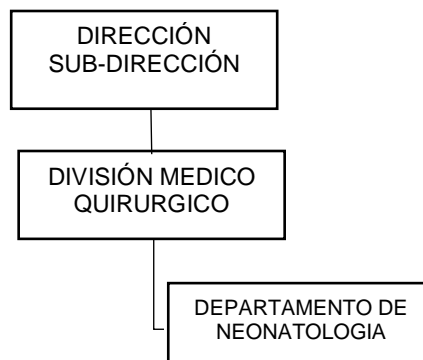 DIRECCIÓN
SUB-DIRECCIÓN
DIVISIÓN MEDICO
QUIRURGICO
DEPARTAMENTO DE
NEONATOLOGIA